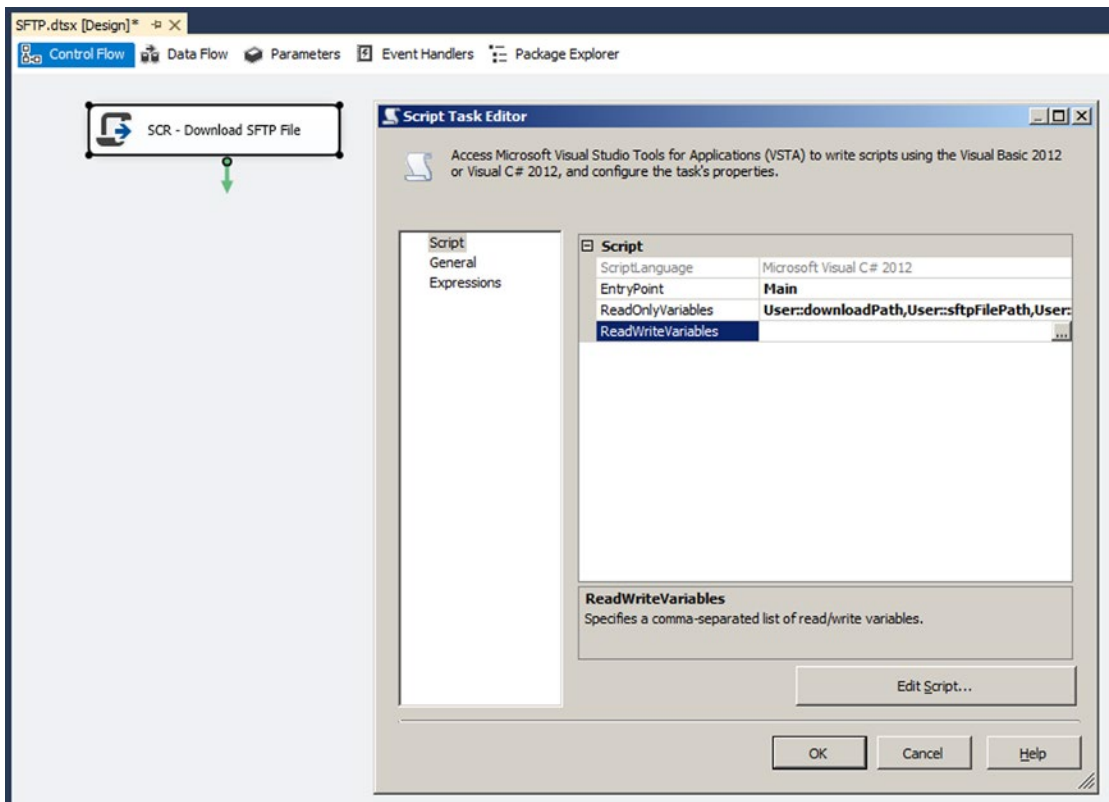 SFTP.dtsx [Design]*
Control Flow Data Flow Parameters Event Handlers Package Explorer
SCR - Download SFTP File
Script Task Editor
Access Microsoft Visual Studio Tools for Applications (VSTA) to write scripts using the Visual Basic 2012
or Visual C# 2012, and configure the task's properties.
Script
General
Expressions
Script
ScriptLanguage Microsoft Visual C# 2012
EntryPoint Main
ReadOnlyVariables User::downloadPath,User::sftpFilePath,User:
ReadWriteVariables ...
ReadWriteVariables
Specifies a comma-separated list of read/write variables.
Edit Script...
OK Cancel Help